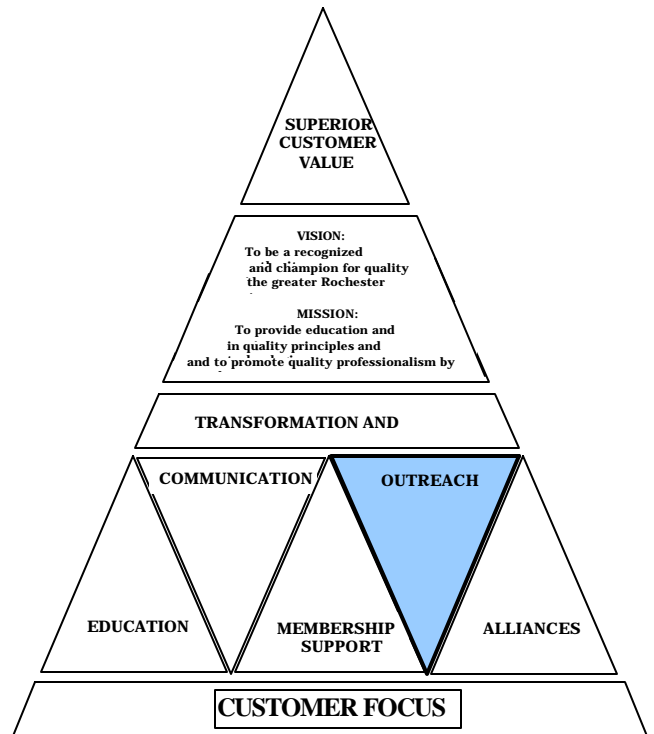 SUPERIOR
CUSTOMER
VALUE
VISION:
To be a recognized
and champion for quality
the greater Rochester
MISSION:
To provide education and
in quality principles and
and to promote quality professionalism by
TRANSFORMATION AND
COMMUNICATION
OUTREACH
EDUCATION
MEMBERSHIP
SUPPORT
ALLIANCES
CUSTOMER FOCUS